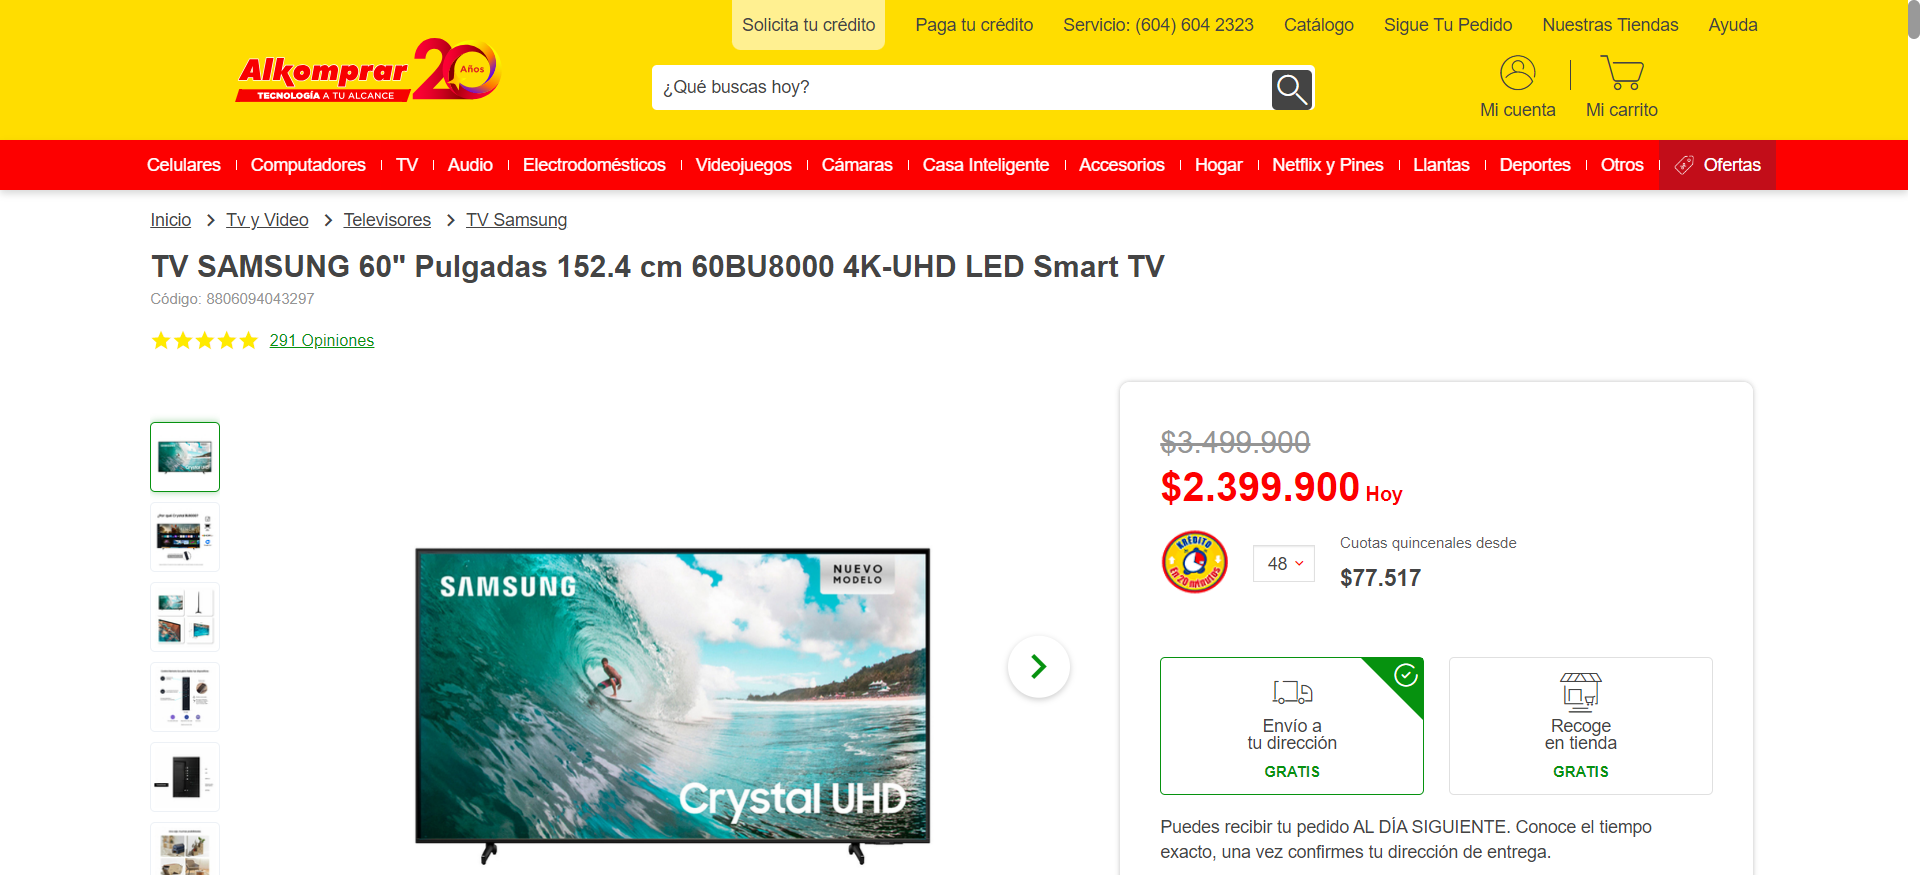 Solicita tu crédito
Paga tu crédito
Servicio: (604) 604 2323
Catálogo
Sigue Tu Pedido
Nuestras Tiendas
Ayuda
Alkomprar 20 Años
TECNOLOGÍA A TU ALCANCE
¿Qué buscas hoy?
Mi cuenta
Mi carrito
Celulares
Computadores
TV
Audio
Electrodomésticos
Videojuegos
Cámaras
Casa Inteligente
Accesorios
Hogar
Netflix y Pines
Llantas
Deportes
Otros
Ofertas
Inicio > Tv y Video > Televisores > TV Samsung
TV SAMSUNG 60" Pulgadas 152.4 cm 60BU8000 4K-UHD LED Smart TV
Código: 8806094043297
291 Opiniones
SAMSUNG
NUEVO
MODELO
Crystal UHD
$3.499.900
$2.399.900 Hoy
KREDITO
En 20 minutos
48
Cuotas quincenales desde
$77.517
Envío a
tu dirección
GRATIS
Recoge
en tienda
GRATIS
Puedes recibir tu pedido AL DÍA SIGUIENTE. Conoce el tiempo
exacto, una vez confirmes tu dirección de entrega.